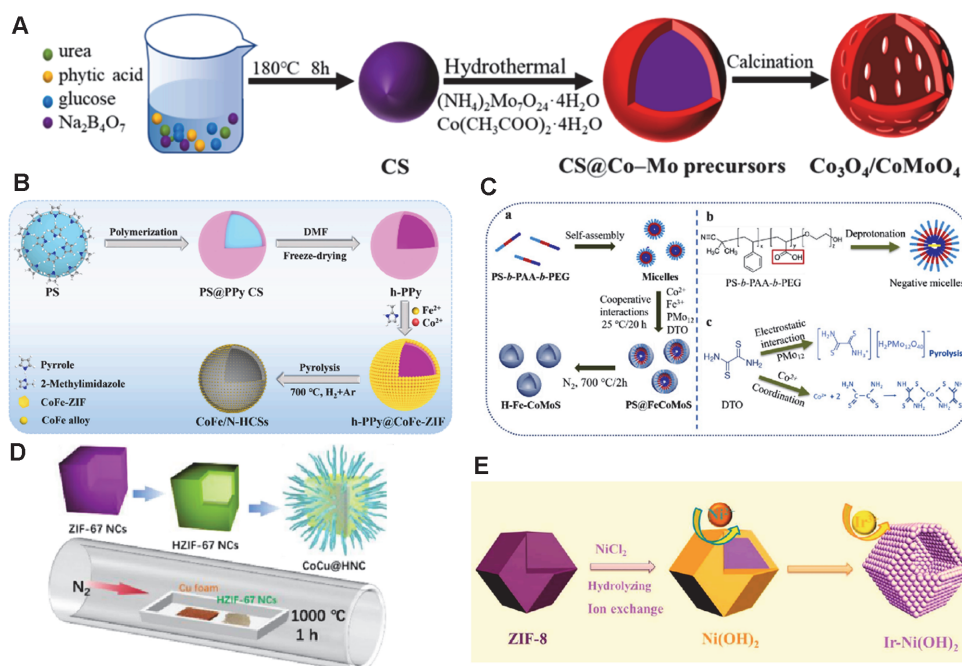 A
urea
phytic acid
glucose
Na2B4O7
180℃ 8h
CS
Hydrothermal
(NH4)2Mo7O24·4H2O
Co(CH3COO)2·4H2O
CS@Co–Mo precursors
Calcination
Co3O4/CoMoO4
B
PS
Polymerization
PS@PPy CS
DMF
Freeze-drying
h-PPy
Fe2+
Co2+
Pyrrole
2-Methylimidazole
CoFe-ZIF
CoFe alloy
CoFe/N-HCSs
Pyrolysis
700 °C, H2+Ar
h-PPy@CoFe-ZIF
C
a
PS-b-PAA-b-PEG
Self-assembly
Micelles
Cooperative
interactions
25 °C/20 h
Co2+
Fe3+
PMo12
DTO
H-Fe-CoMoS
N2, 700 °C/2h
PS@FeCoMoS
b
PS-b-PAA-b-PEG
Deprotonation
Negative micelles
c
DTO
Electrostatic
interaction
PMo12
[H2PMo12O40]
Pyrolysis
Co2+
Coordination
Co2+ + 2
D
ZIF-67 NCs
HZIF-67 NCs
CoCu@HNC
N2
Cu foam
HZIF-67 NCs
1000 ℃
1 h
E
ZIF-8
NiCl2
Hydrolyzing
Ion exchange
Ni
Ni(OH)2
Ir
Ir-Ni(OH)2